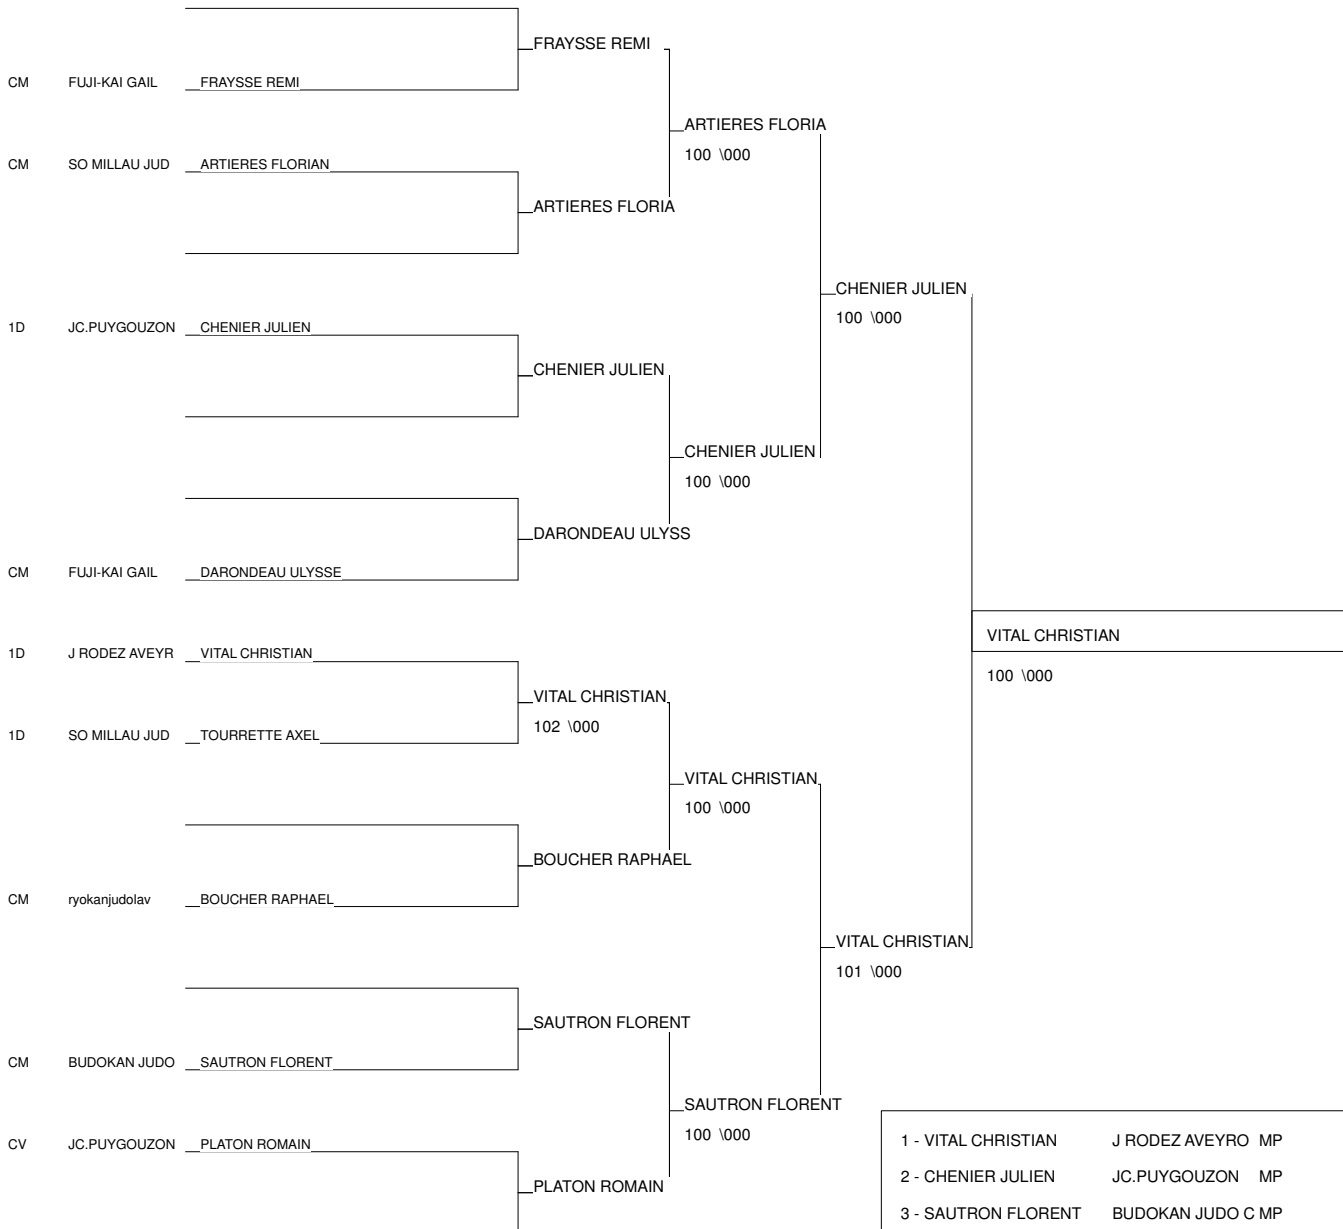 FRAYSSE REMI
CM FUJI-KAI GAIL FRAYSSE REMI
ARTIERES FLORIA
100 \000
CM SO MILLAU JUD ARTIERES FLORIAN
ARTIERES FLORIA
CHENIER JULIEN
100 \000
1D JC.PUYGOUZON CHENIER JULIEN
CHENIER JULIEN
CHENIER JULIEN
100 \000
DARONDEAU ULYSS
CM FUJI-KAI GAIL DARONDEAU ULYSSE
VITAL CHRISTIAN
100 \000
1D J RODEZ AVEYR VITAL CHRISTIAN
VITAL CHRISTIAN
102 \000
1D SO MILLAU JUD TOURRETTE AXEL
VITAL CHRISTIAN
100 \000
BOUCHER RAPHAEL
CM ryokanjudolav BOUCHER RAPHAEL
VITAL CHRISTIAN
101 \000
SAUTRON FLORENT
CM BUDOKAN JUDO SAUTRON FLORENT
SAUTRON FLORENT
100 \000
CV JC.PUYGOUZON PLATON ROMAIN
PLATON ROMAIN
1 - VITAL CHRISTIAN J RODEZ AVEYRO MP
2 - CHENIER JULIEN JC.PUYGOUZON MP
3 - SAUTRON FLORENT BUDOKAN JUDO C MP